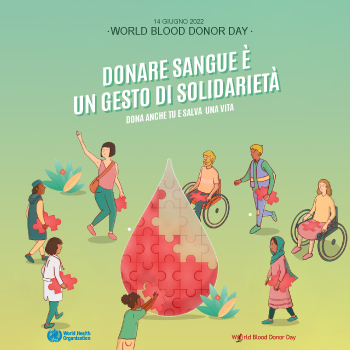 14 GIUGNO 2022
·WORLD BLOOD DONOR DAY·
DONARE SANGUE È
UN GESTO DI SOLIDARIETÀ
DONA ANCHE TU E SALVA UNA VITA
World Health
Organization
World Blood Donor Day